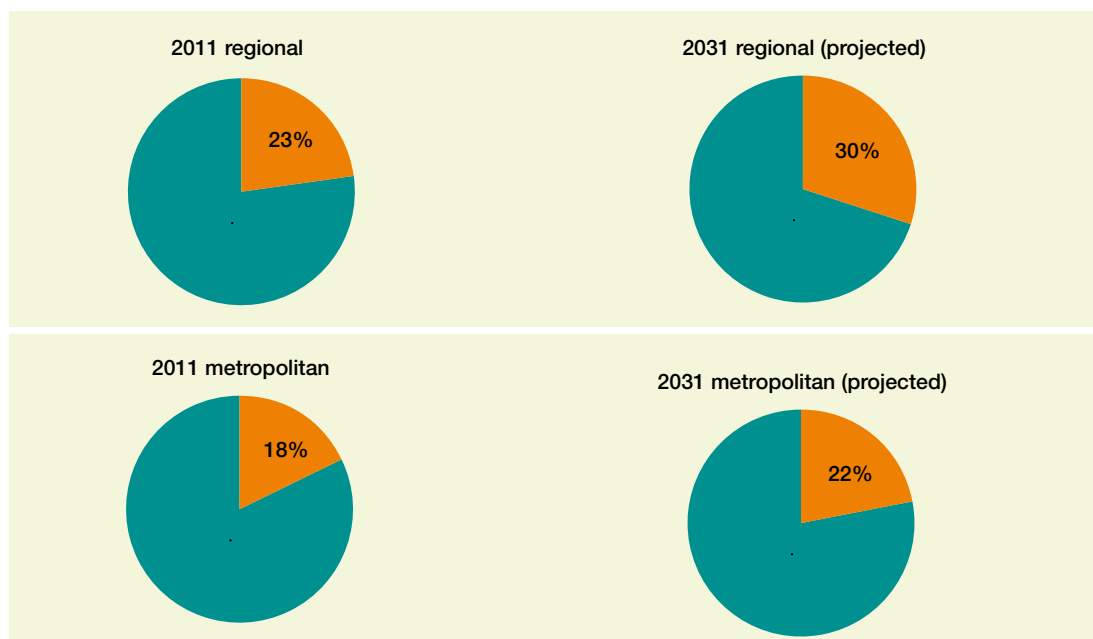 2011 regional
23%
2031 regional (projected)
30%
2011 metropolitan
18%
2031 metropolitan (projected)
22%